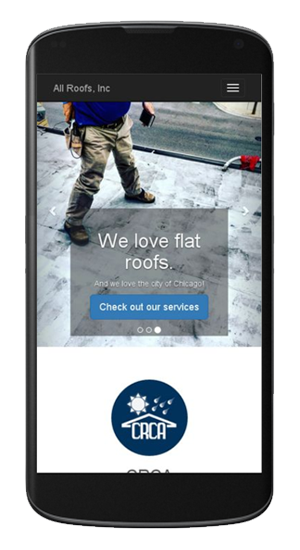 All Roofs, Inc
We love flat
roofs.
And we love the city of Chicago!
Check out our services
CRCA
CRCA